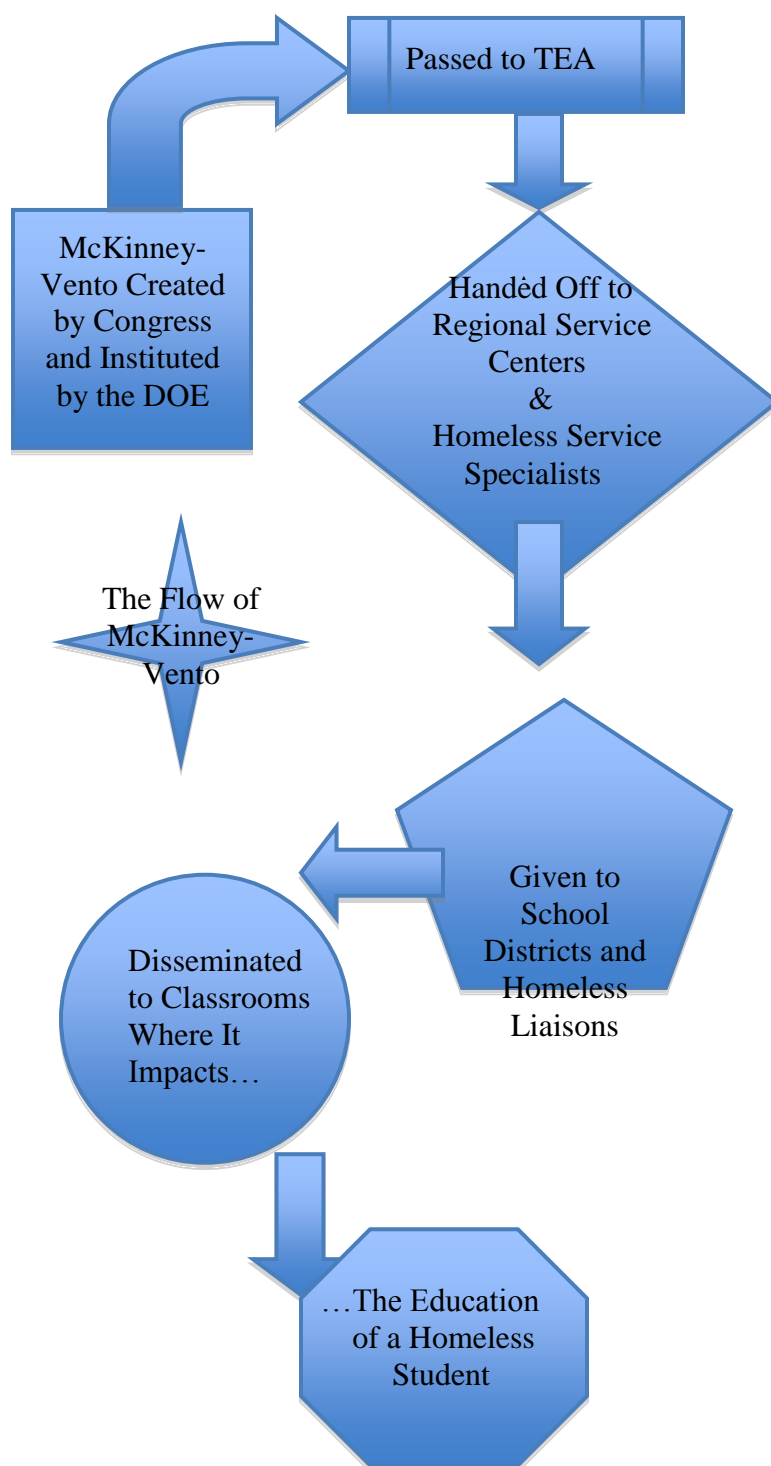 Passed to TEA
McKinney-
Vento Created
by Congress
and Instituted
by the DOE
Handed Off to
Regional Service
Centers
&
Homeless Service
Specialists
The Flow of
McKinney-
Vento
Given to
School
Districts and
Homeless
Liaisons
Disseminated
to Classrooms
Where It
Impacts…
…The Education
of a Homeless
Student